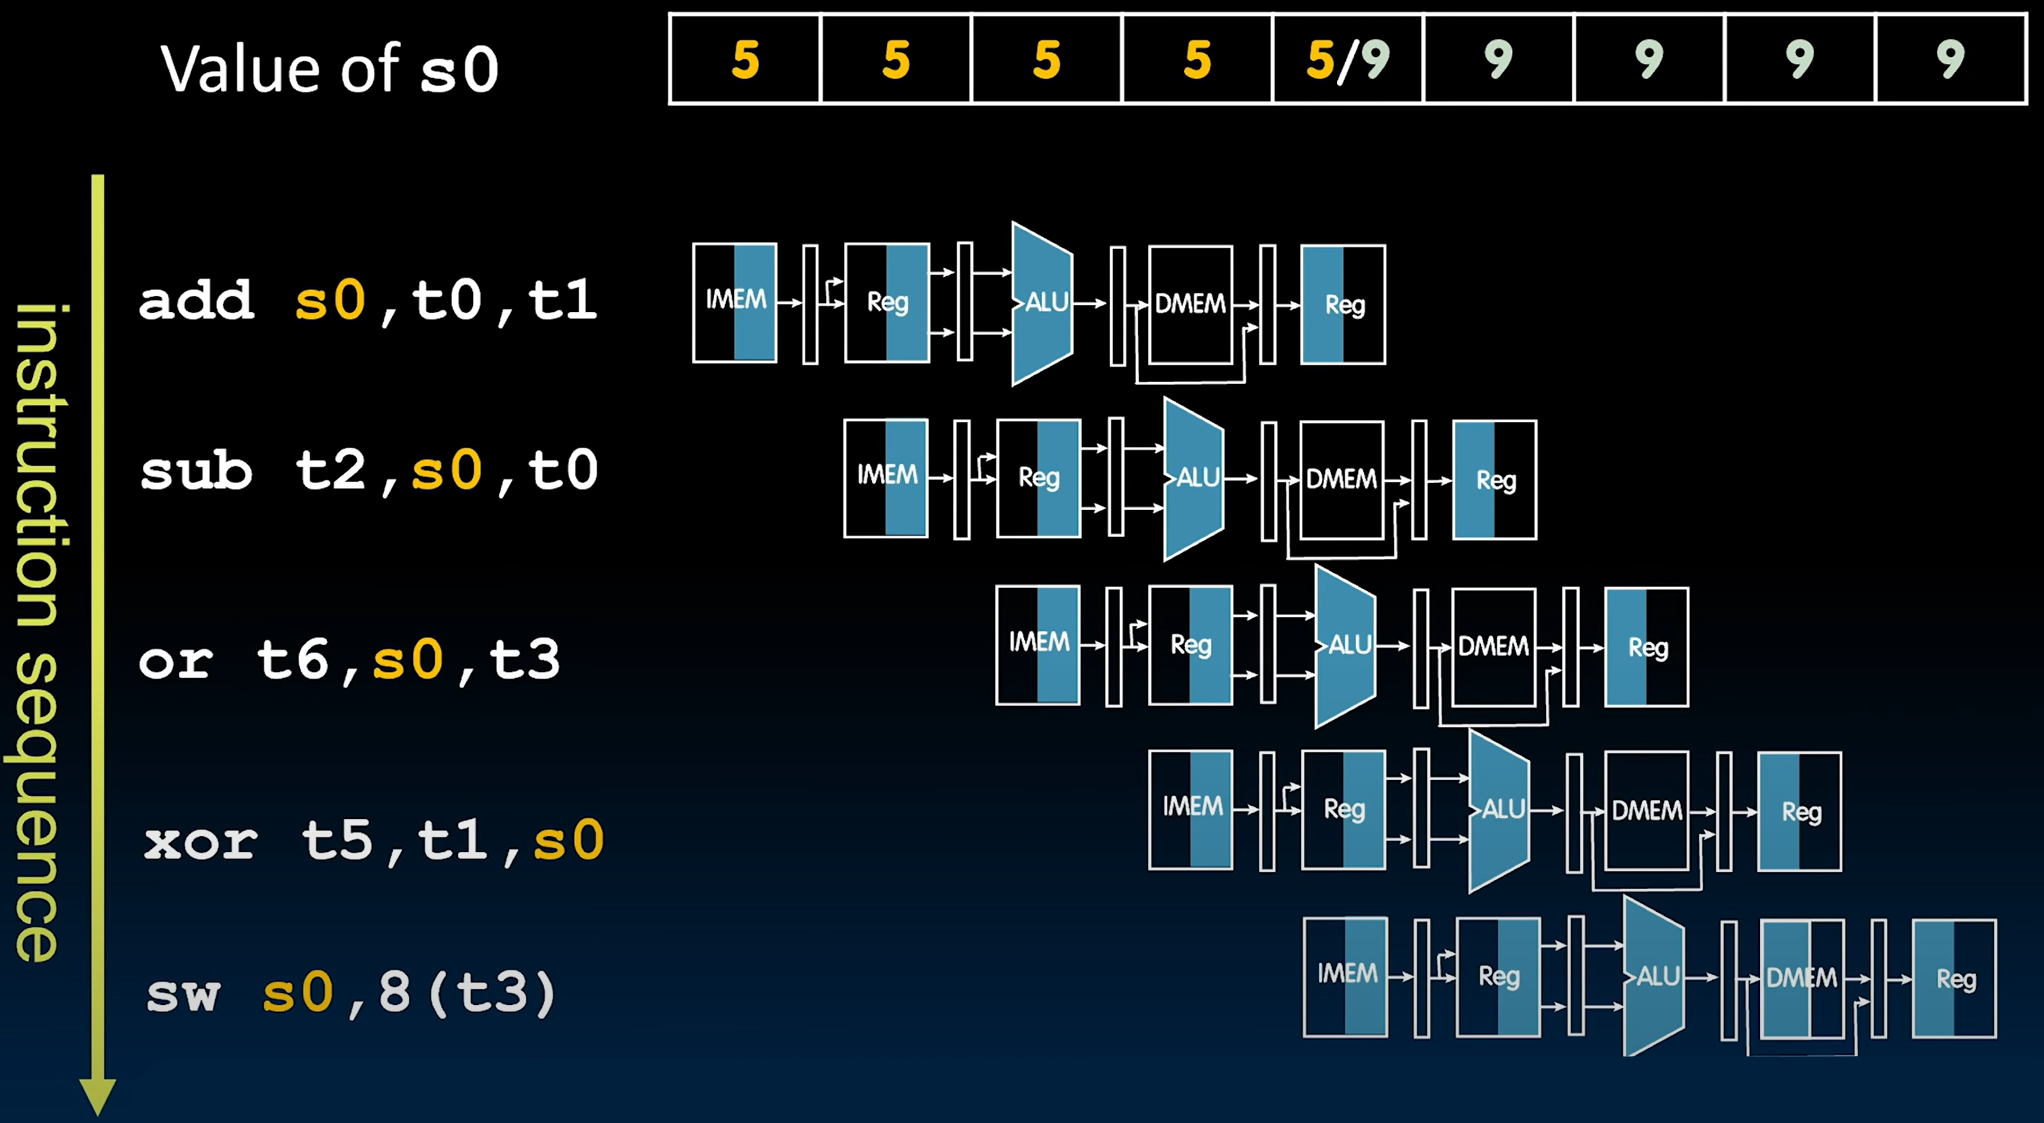 Value of s0 5 5 5 5 5/9 9 9 9 9
instruction sequence
add s0,t0,t1 IMEM Reg ALU DMEM Reg
sub t2,s0,t0 IMEM Reg ALU DMEM Reg
or t6,s0,t3 IMEM Reg ALU DMEM Reg
xor t5,t1,s0 IMEM Reg ALU DMEM Reg
sw s0,8(t3) IMEM Reg ALU DMEM Reg